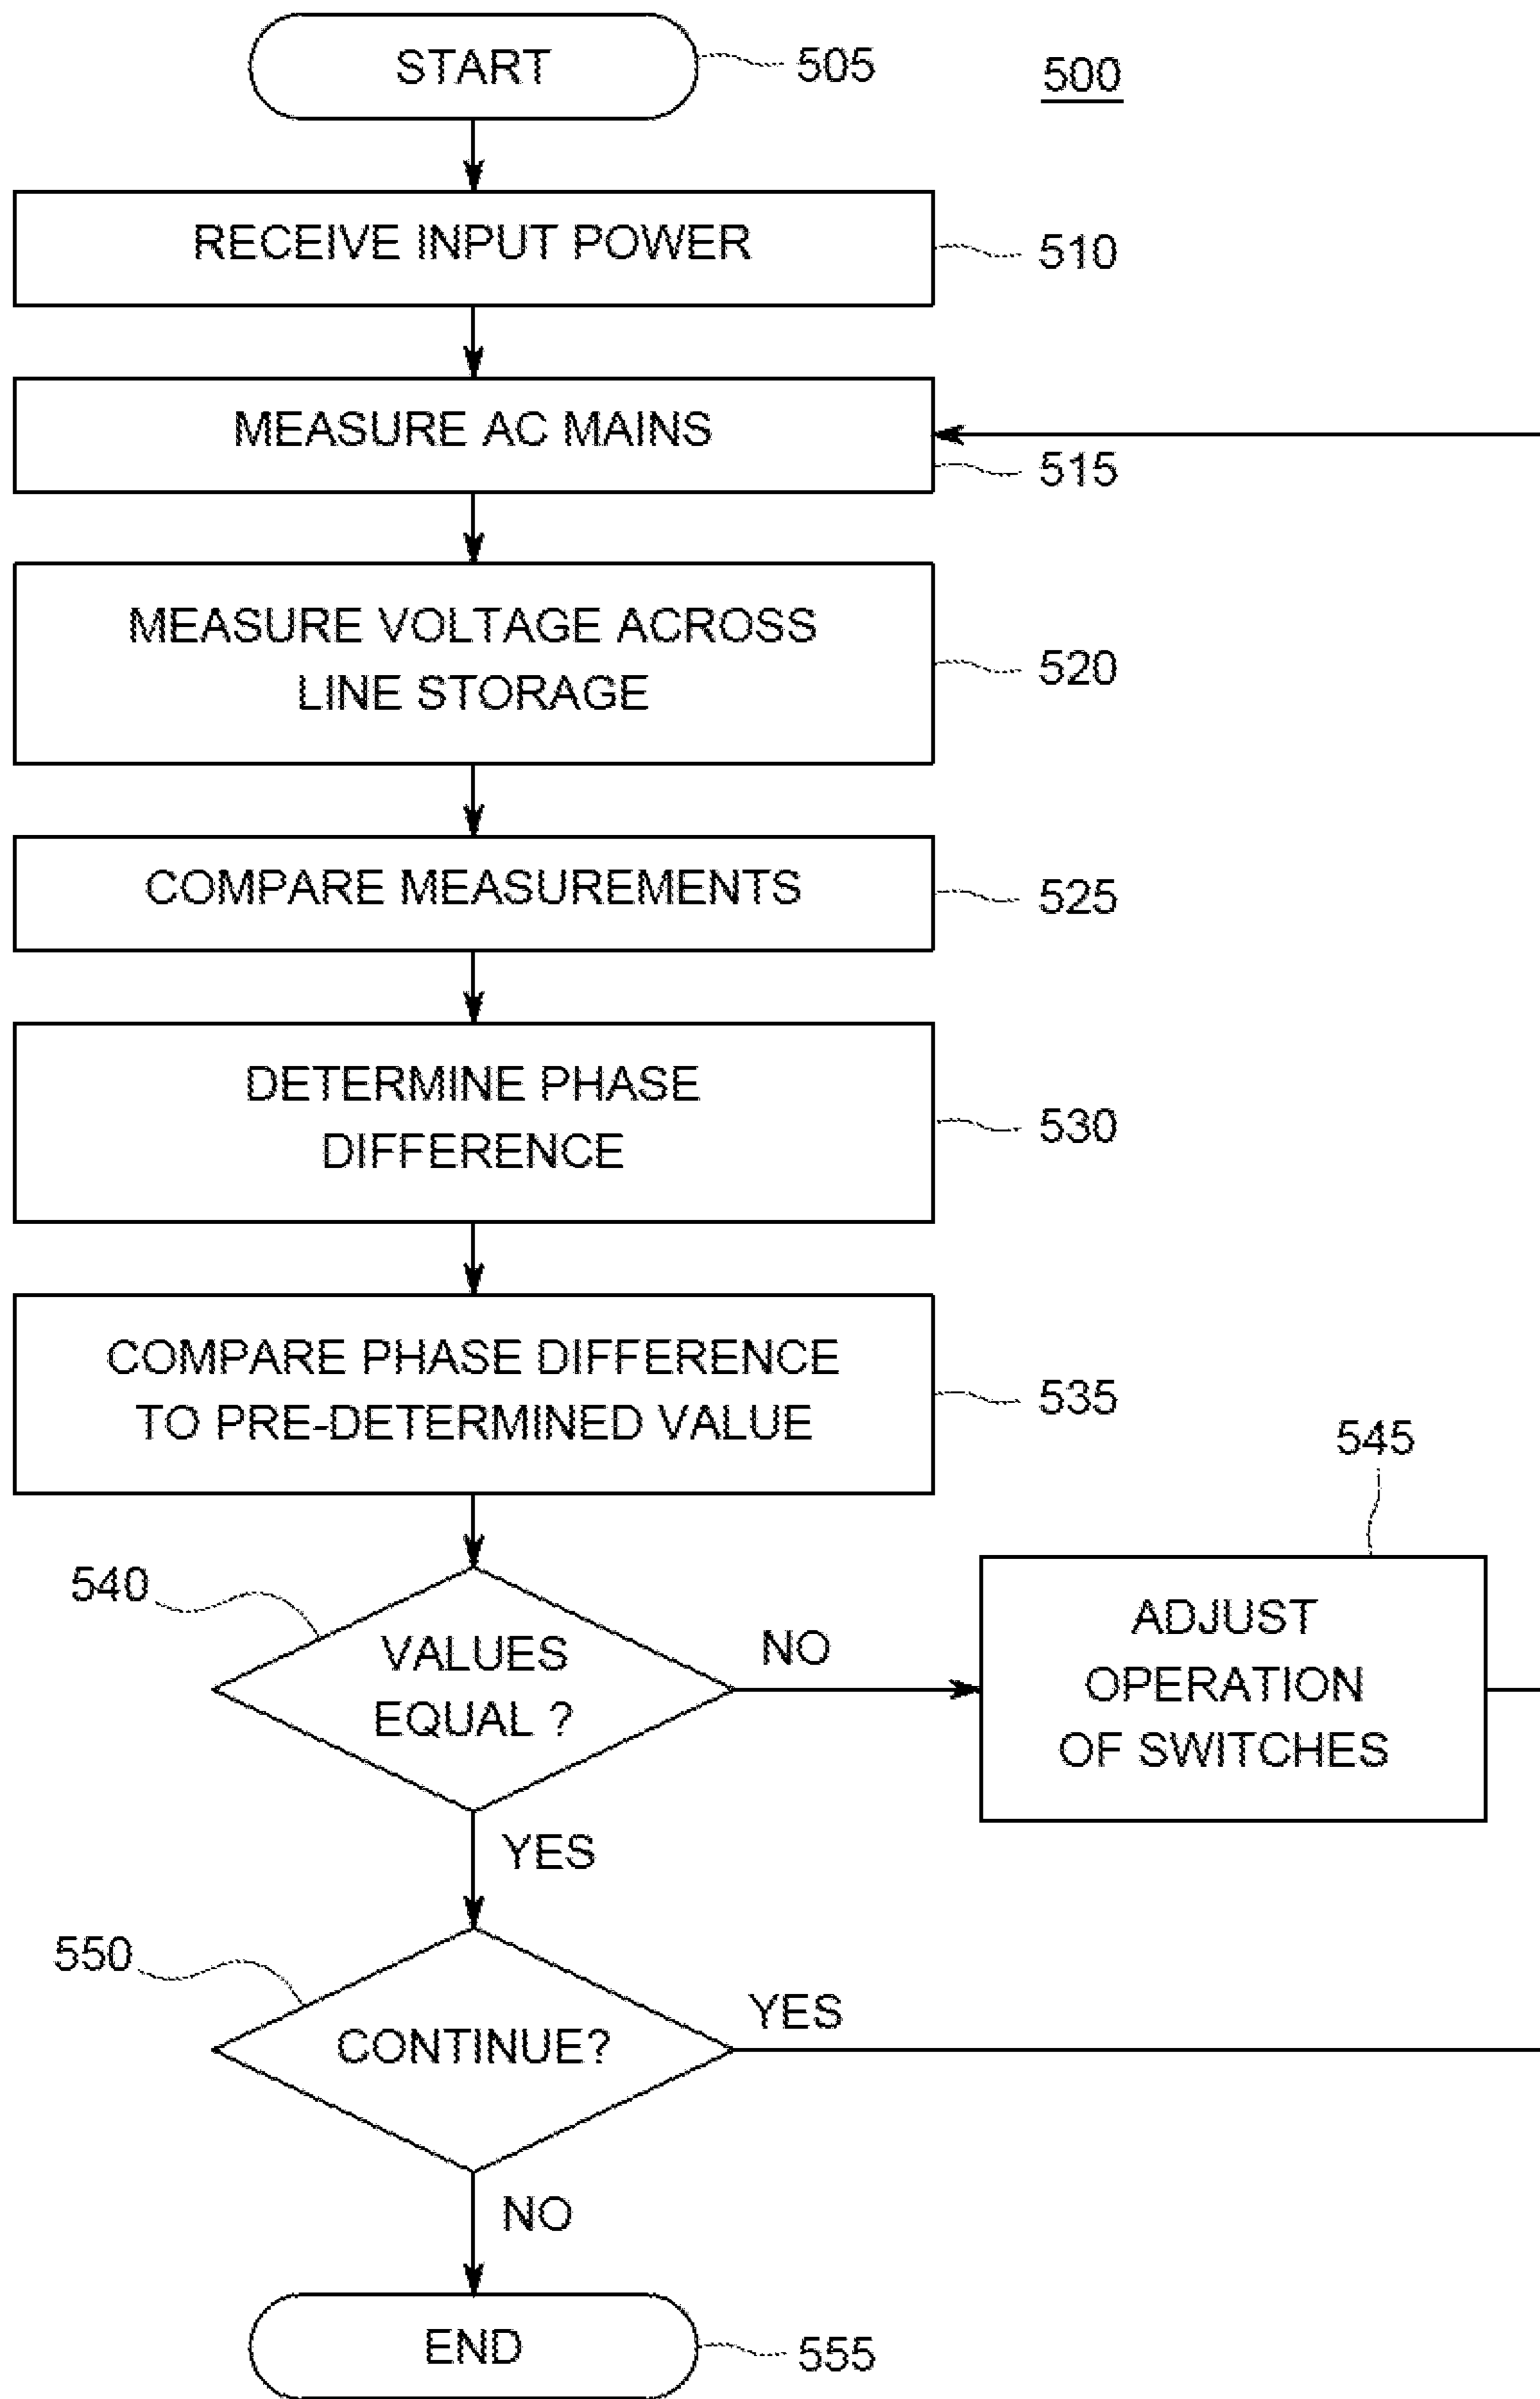 START
505
500
RECEIVE INPUT POWER
510
MEASURE AC MAINS
515
MEASURE VOLTAGE ACROSS
LINE STORAGE
520
COMPARE MEASUREMENTS
525
DETERMINE PHASE
DIFFERENCE
530
COMPARE PHASE DIFFERENCE
TO PRE-DETERMINED VALUE
535
545
540
VALUES
EQUAL ?
NO
ADJUST
OPERATION
OF SWITCHES
YES
550
CONTINUE?
YES
NO
END
555